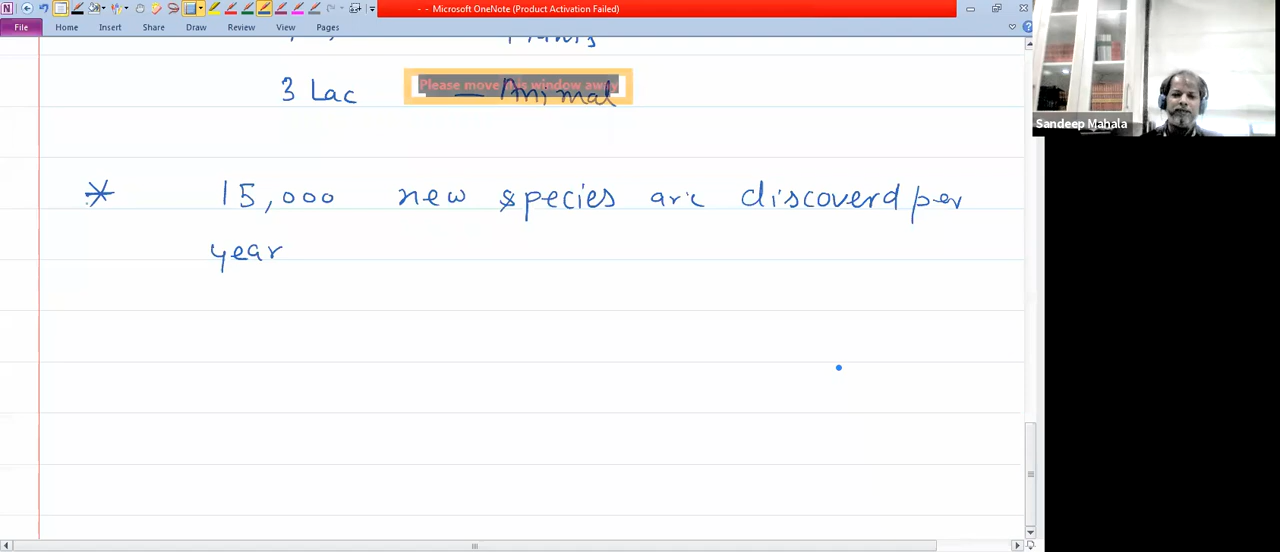 - - Microsoft OneNote (Product Activation Failed)
File Home Insert Share Draw Review View Pages
3 Lac — Animal
Please move this window away
Sandeep Mahala
* 15,000 new species are discoverd per
year